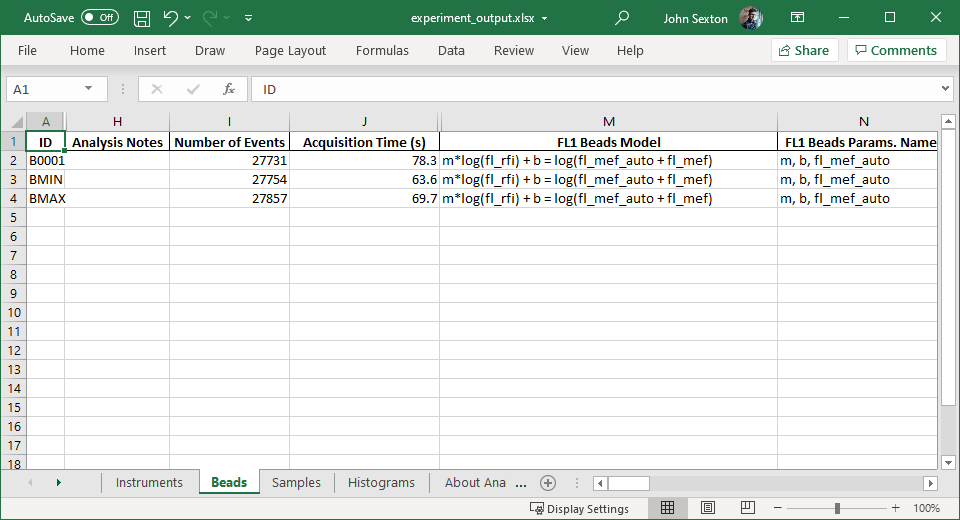 AutoSave Off experiment_output.xlsx John Sexton
File Home Insert Draw Page Layout Formulas Data Review View Help Share Comments
A1 fx ID
A H I J M N
1 ID Analysis Notes Number of Events Acquisition Time (s) FL1 Beads Model FL1 Beads Params. Name
2 B0001 27731 78.3 m*log(fl_rfi) + b = log(fl_mef_auto + fl_mef) m, b, fl_mef_auto
3 BMIN 27754 63.6 m*log(fl_rfi) + b = log(fl_mef_auto + fl_mef) m, b, fl_mef_auto
4 BMAX 27857 69.7 m*log(fl_rfi) + b = log(fl_mef_auto + fl_mef) m, b, fl_mef_auto
5
6
7
8
9
10
11
12
13
14
15
16
17
18
Instruments Beads Samples Histograms About Ana ...
Display Settings 100%